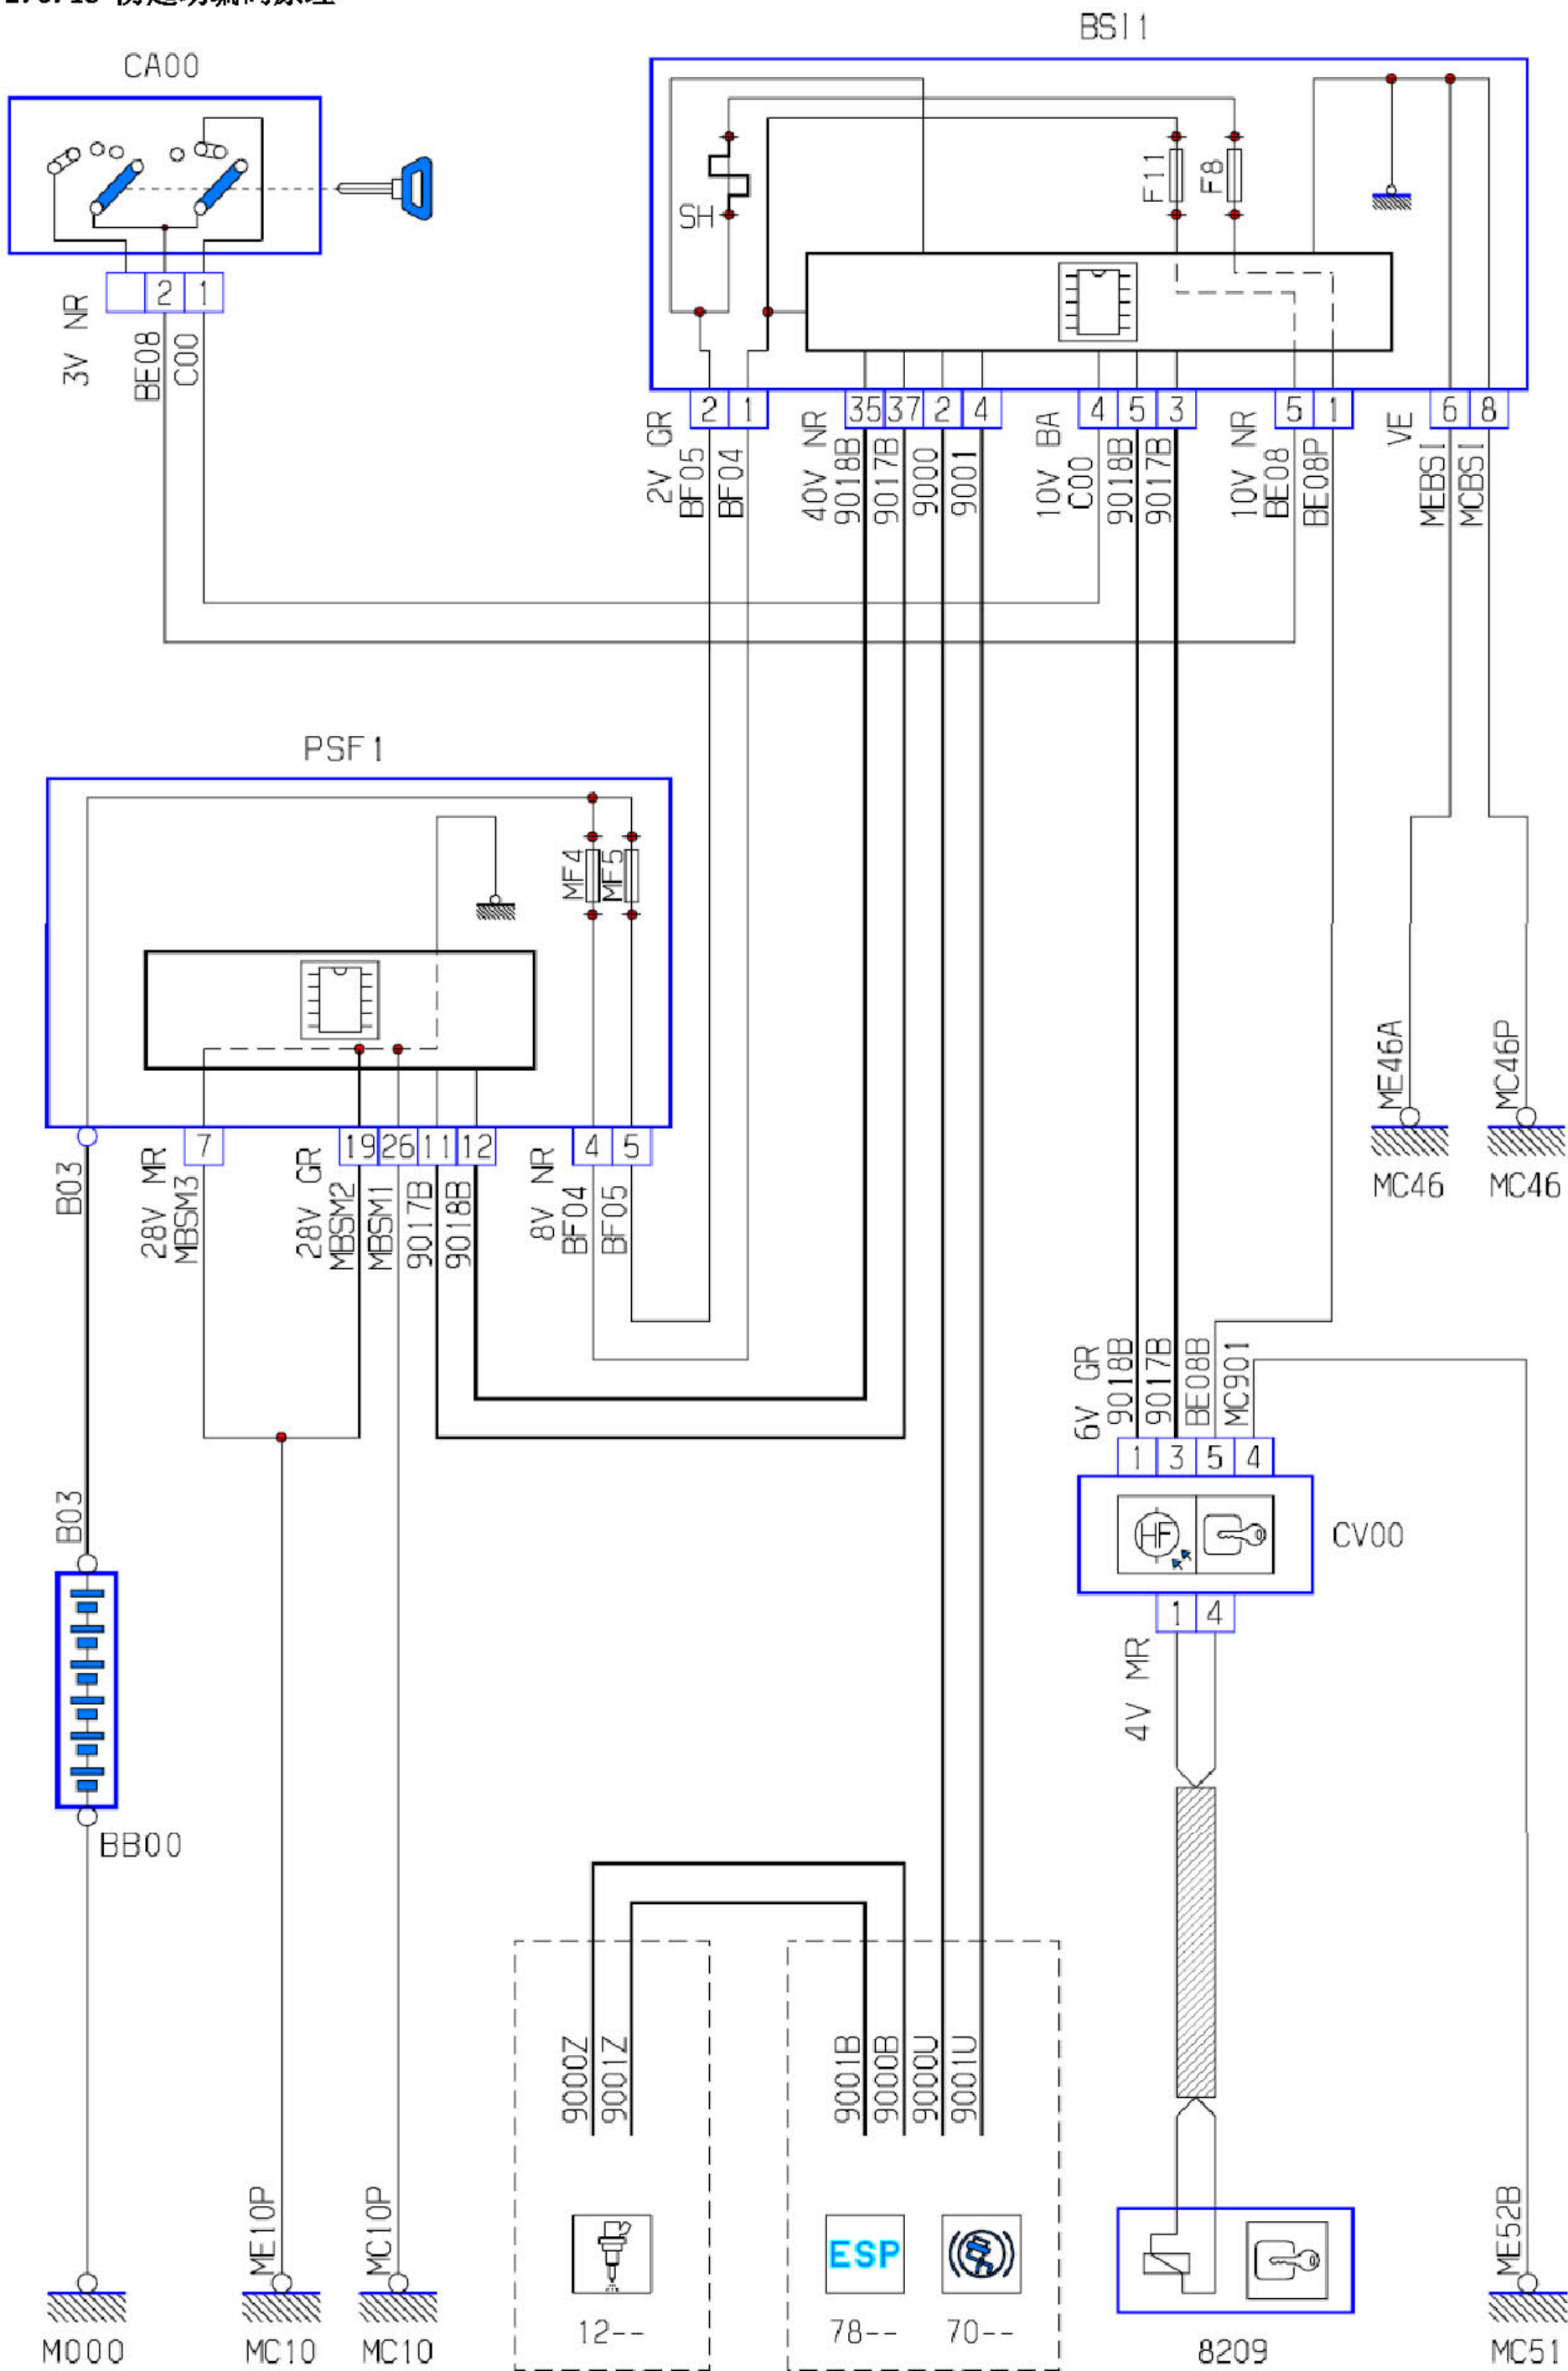 BSI1
CA00
F11
F8
SH
2
1
3V NR
BE08
C00
2
1
35
37
2
4
4
5
3
5
1
6
8
2V GR
BF05
BF04
40V NR
9018B
9017B
9000
9001
10V BA
C00
9018B
9017B
10V NR
BE08
BE08P
VE
MEBSI
MCBSI
PSF1
MF4
MF5
7
19
26
11
12
4
5
B03
28V MR
MBSM3
28V GR
MBSM2
MBSM1
9017B
9018B
8V NR
BF04
BF05
ME46A
MC46P
MC46
MC46
6V GR
9018B
9017B
BE08B
MC901
1
3
5
4
HF
CV00
1
4
4V MR
B03
BB00
9000Z
9001Z
9001B
9000B
9000U
9001U
ME10P
MC10P
ME52B
ESP
12--
78--
70--
8209
M000
MC10
MC10
MC51